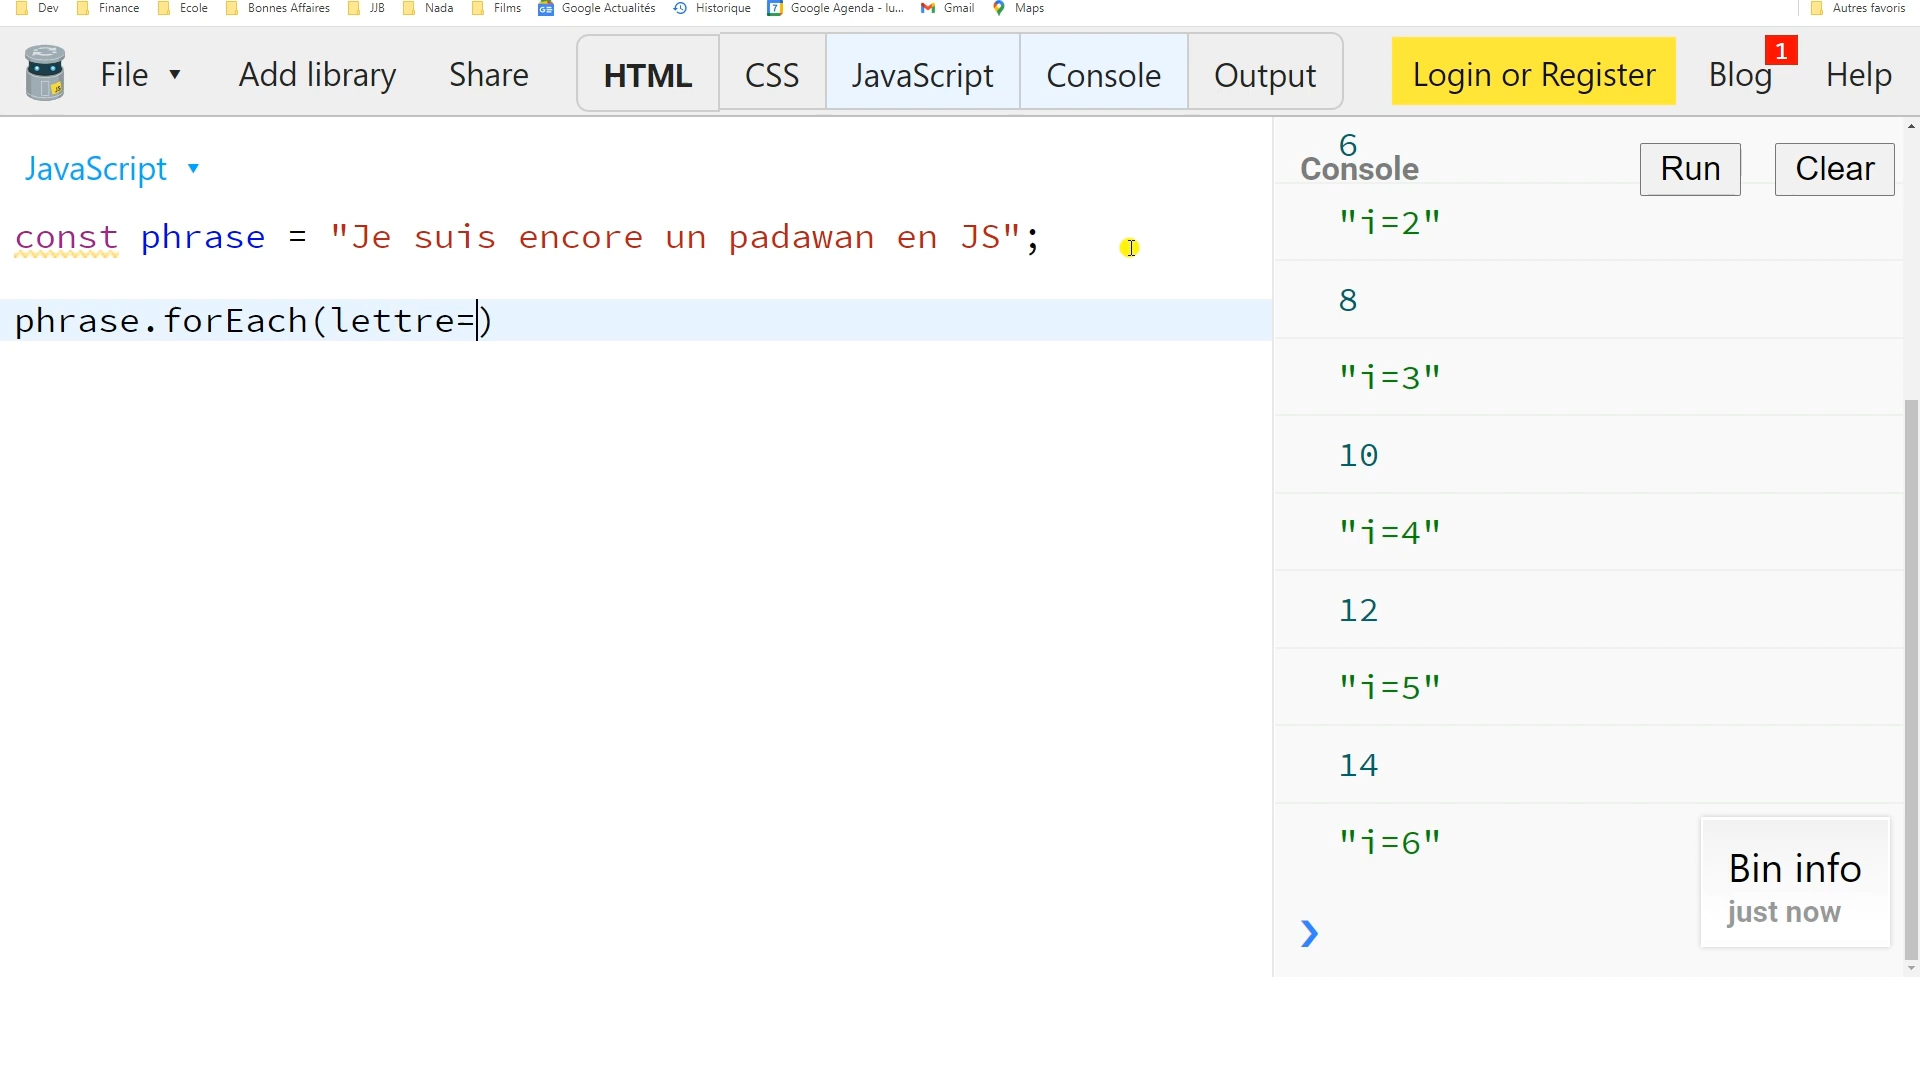 Dev Finance Ecole Bonnes Affaires JJB Nada Films Google Actualités Historique Google Agenda - lu... Gmail Maps Autres favoris
File Add library Share HTML CSS JavaScript Console Output Login or Register Blog 1 Help
JavaScript
const phrase = "Je suis encore un padawan en JS";
phrase.forEach(lettre=)
6
Console Run Clear
"i=2"
8
"i=3"
10
"i=4"
12
"i=5"
14
"i=6"
Bin info
just now